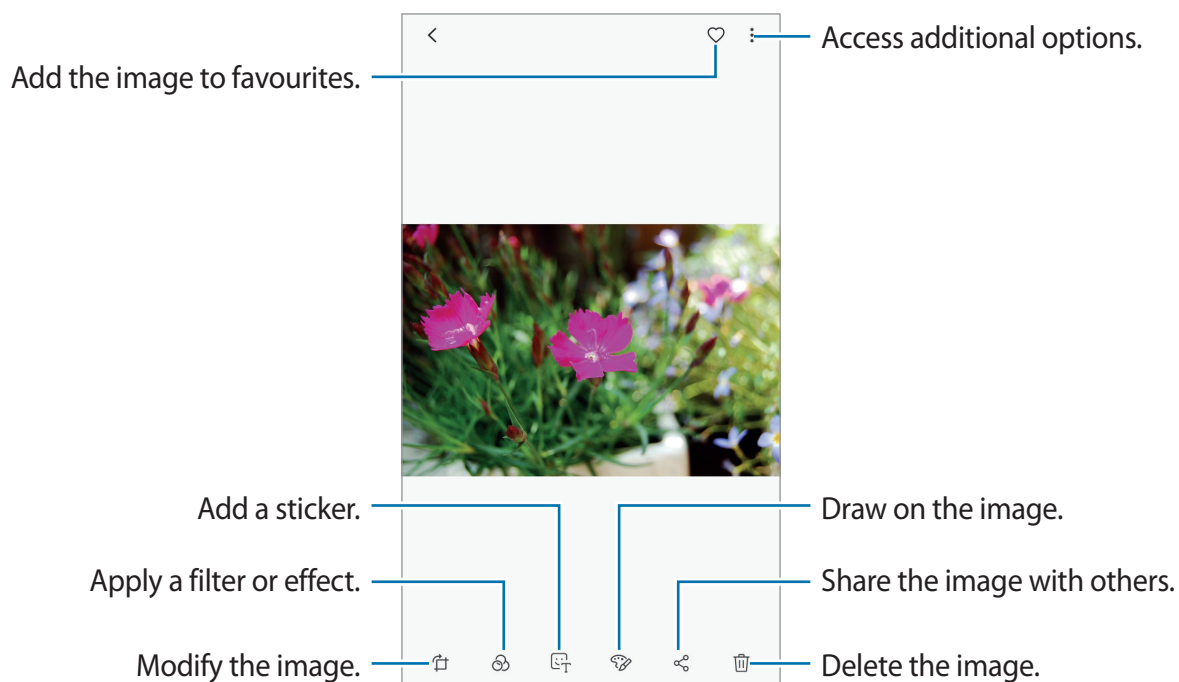 Access additional options.
Add the image to favourites.
Add a sticker.
Draw on the image.
Apply a filter or effect.
Share the image with others.
Modify the image.
Delete the image.